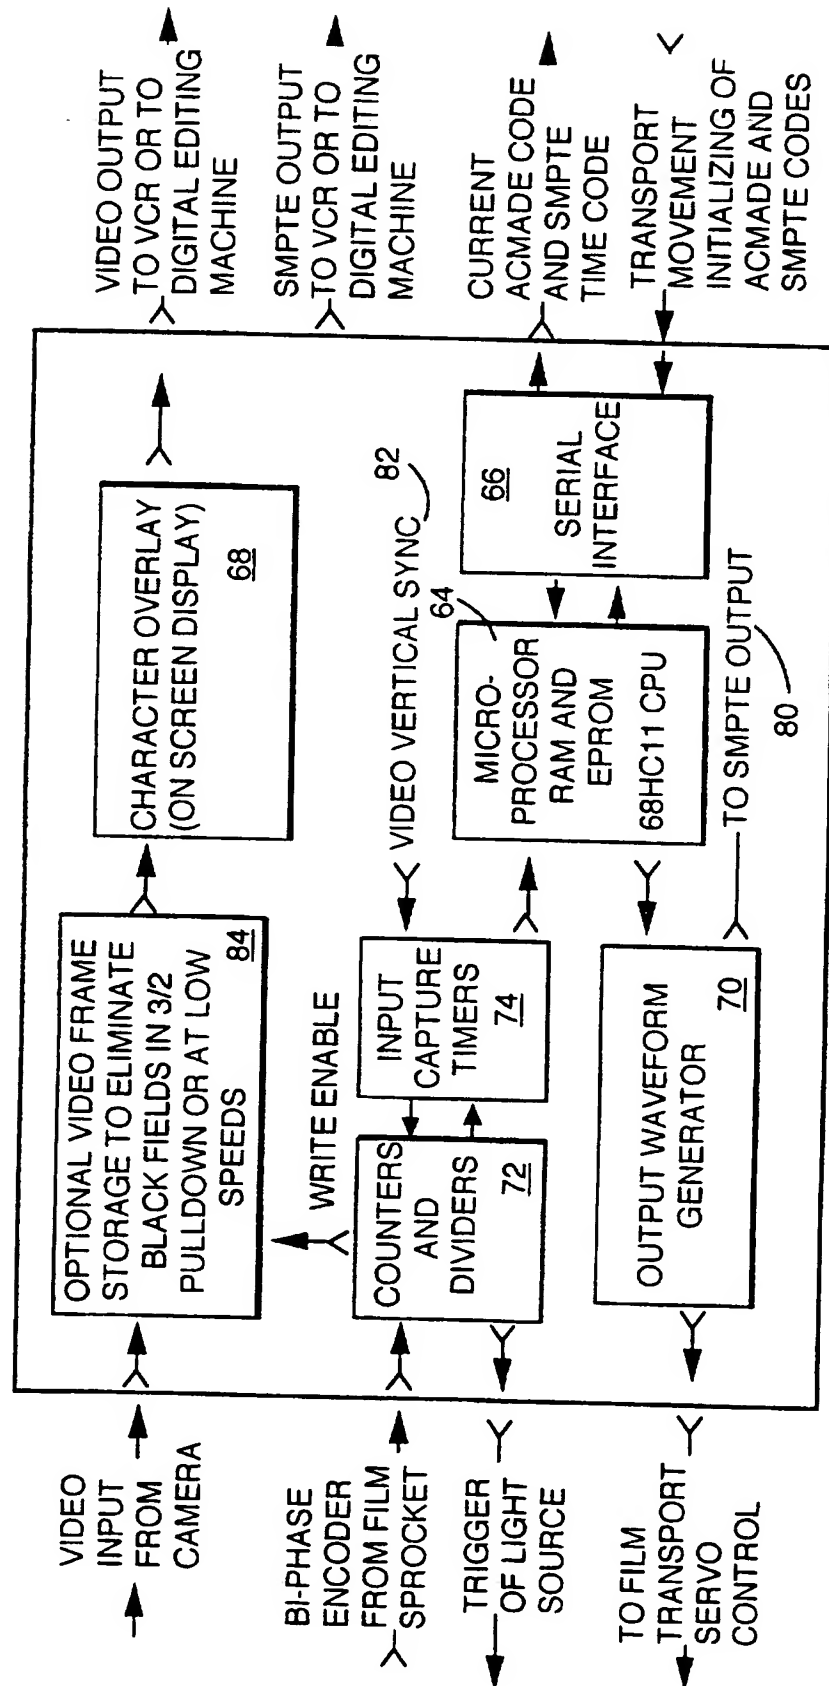 VIDEO
INPUT
FROM
CAMERA
BI-PHASE
ENCODER
FROM FILM
SPROCKET
TRIGGER
OF LIGHT
SOURCE
TO FILM
TRANSPORT
SERVO
CONTROL
OPTIONAL VIDEO FRAME
STORAGE TO ELIMINATE
BLACK FIELDS IN 3/2
PULLDOWN OR AT LOW
SPEEDS
84
CHARACTER OVERLAY
(ON SCREEN DISPLAY)
68
WRITE ENABLE
VIDEO VERTICAL SYNC
82
COUNTERS
AND
DIVIDERS
72
INPUT
CAPTURE
TIMERS
74
64
MICRO-
PROCESSOR
RAM AND
EPROM
68HC11 CPU
66
SERIAL
INTERFACE
OUTPUT WAVEFORM
GENERATOR
70
TO SMPTE OUTPUT
80
VIDEO OUTPUT
TO VCR OR TO
DIGITAL EDITING
MACHINE
SMPTE OUTPUT
TO VCR OR TO
DIGITAL EDITING
MACHINE
CURRENT
ACMADE CODE
AND SMPTE
TIME CODE
TRANSPORT
MOVEMENT
INITIALIZING OF
ACMADE AND
SMPTE CODES